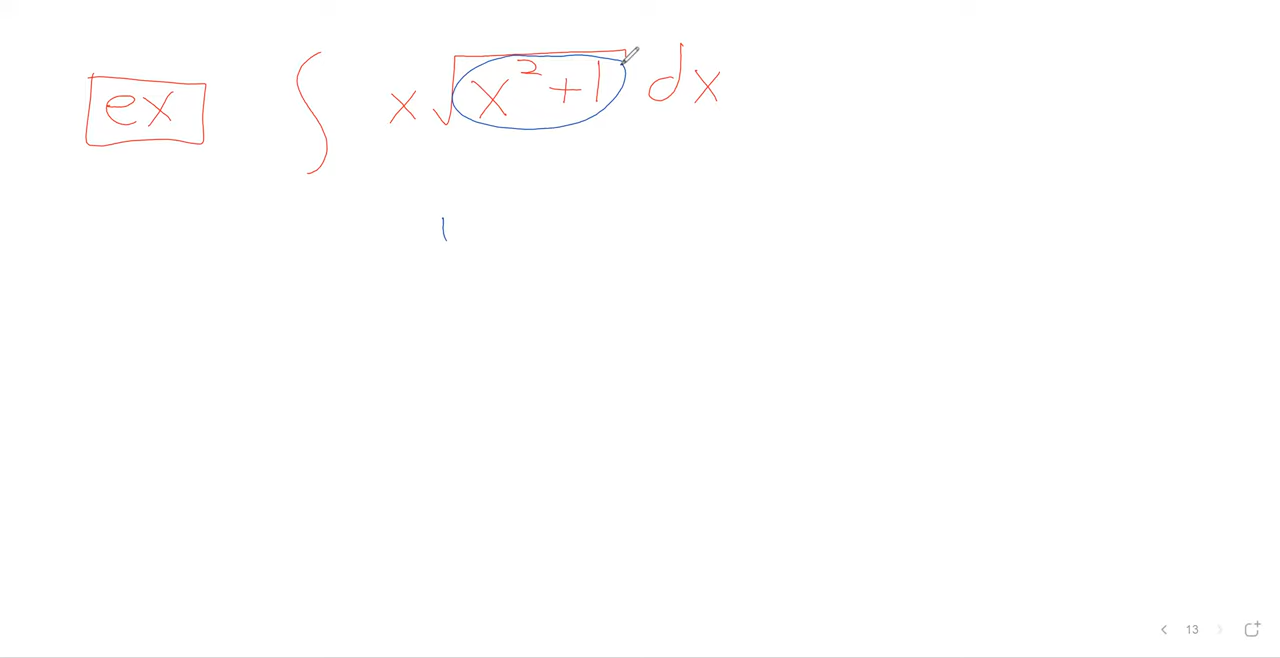 ex ∫ x√(x²+1) dx
13